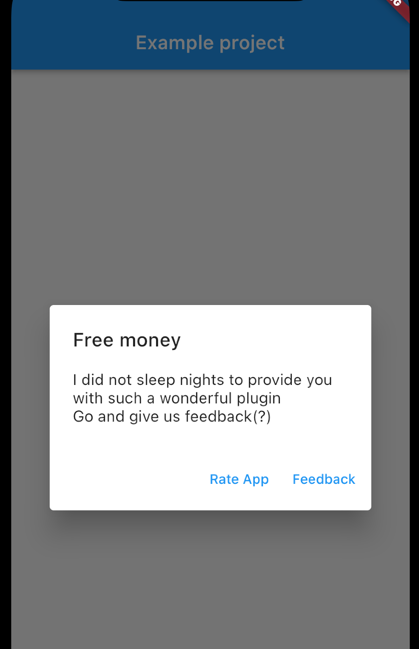 Example project
Free money
I did not sleep nights to provide you
with such a wonderful plugin
Go and give us feedback(?)
Rate App
Feedback